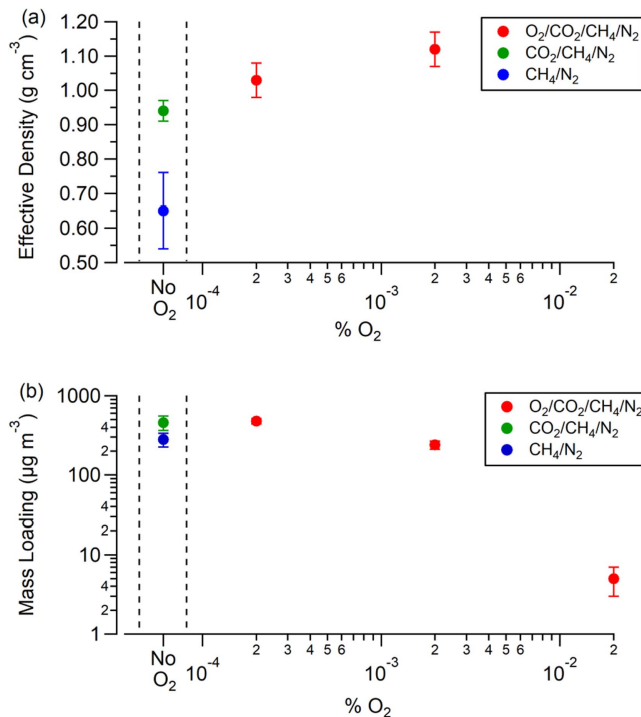 (a)
1.20
1.10
1.00
0.90
0.80
0.70
0.60
0.50
Effective Density (g cm⁻³)
O₂/CO₂/CH₄/N₂
CO₂/CH₄/N₂
CH₄/N₂
No
O₂
10⁻⁴
2 3 4 5 6
10⁻³
2 3 4 5 6
10⁻²
2
% O₂
(b)
1000
4
2
100
4
2
10
4
2
1
Mass Loading (µg m⁻³)
O₂/CO₂/CH₄/N₂
CO₂/CH₄/N₂
CH₄/N₂
No
O₂
10⁻⁴
2 3 4 5 6
10⁻³
2 3 4 5 6
10⁻²
2
% O₂